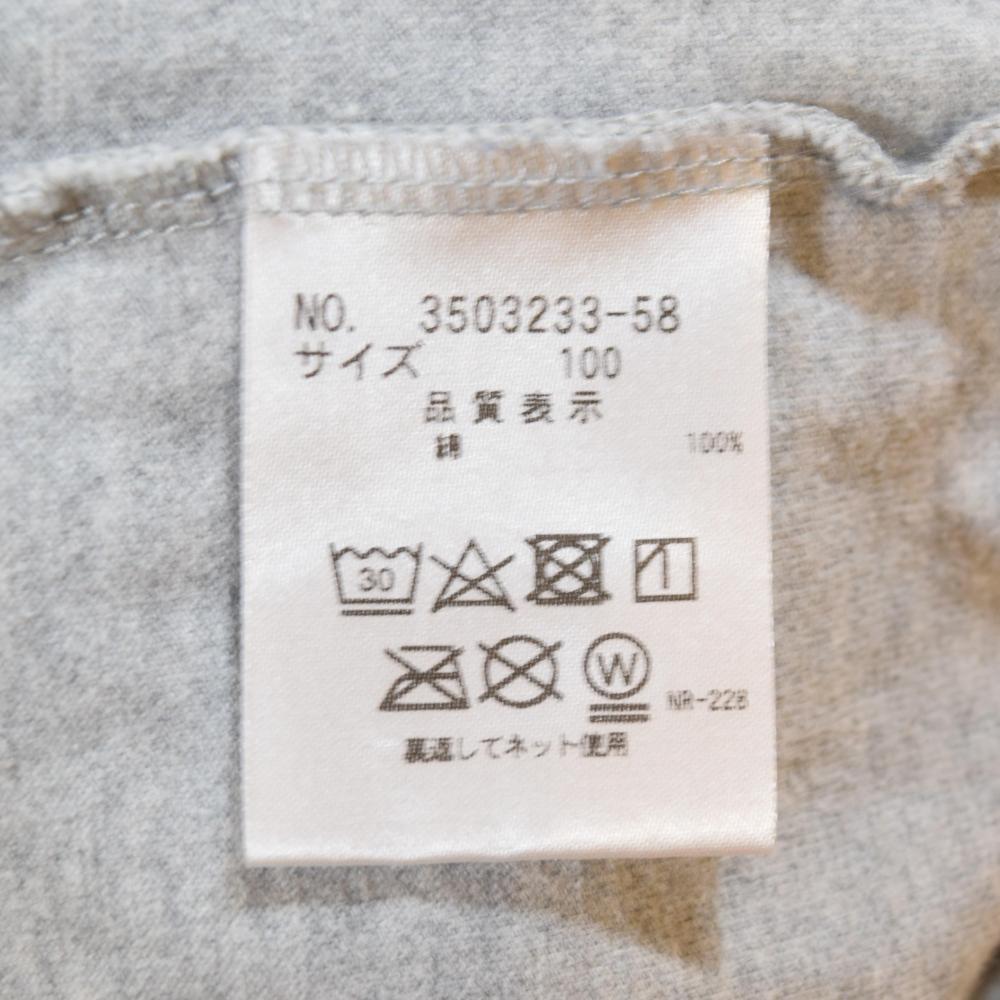 NO. 3503233-58
サイズ 100
品質表示
綿 100%
30
W
NR-228
裏返してネット使用